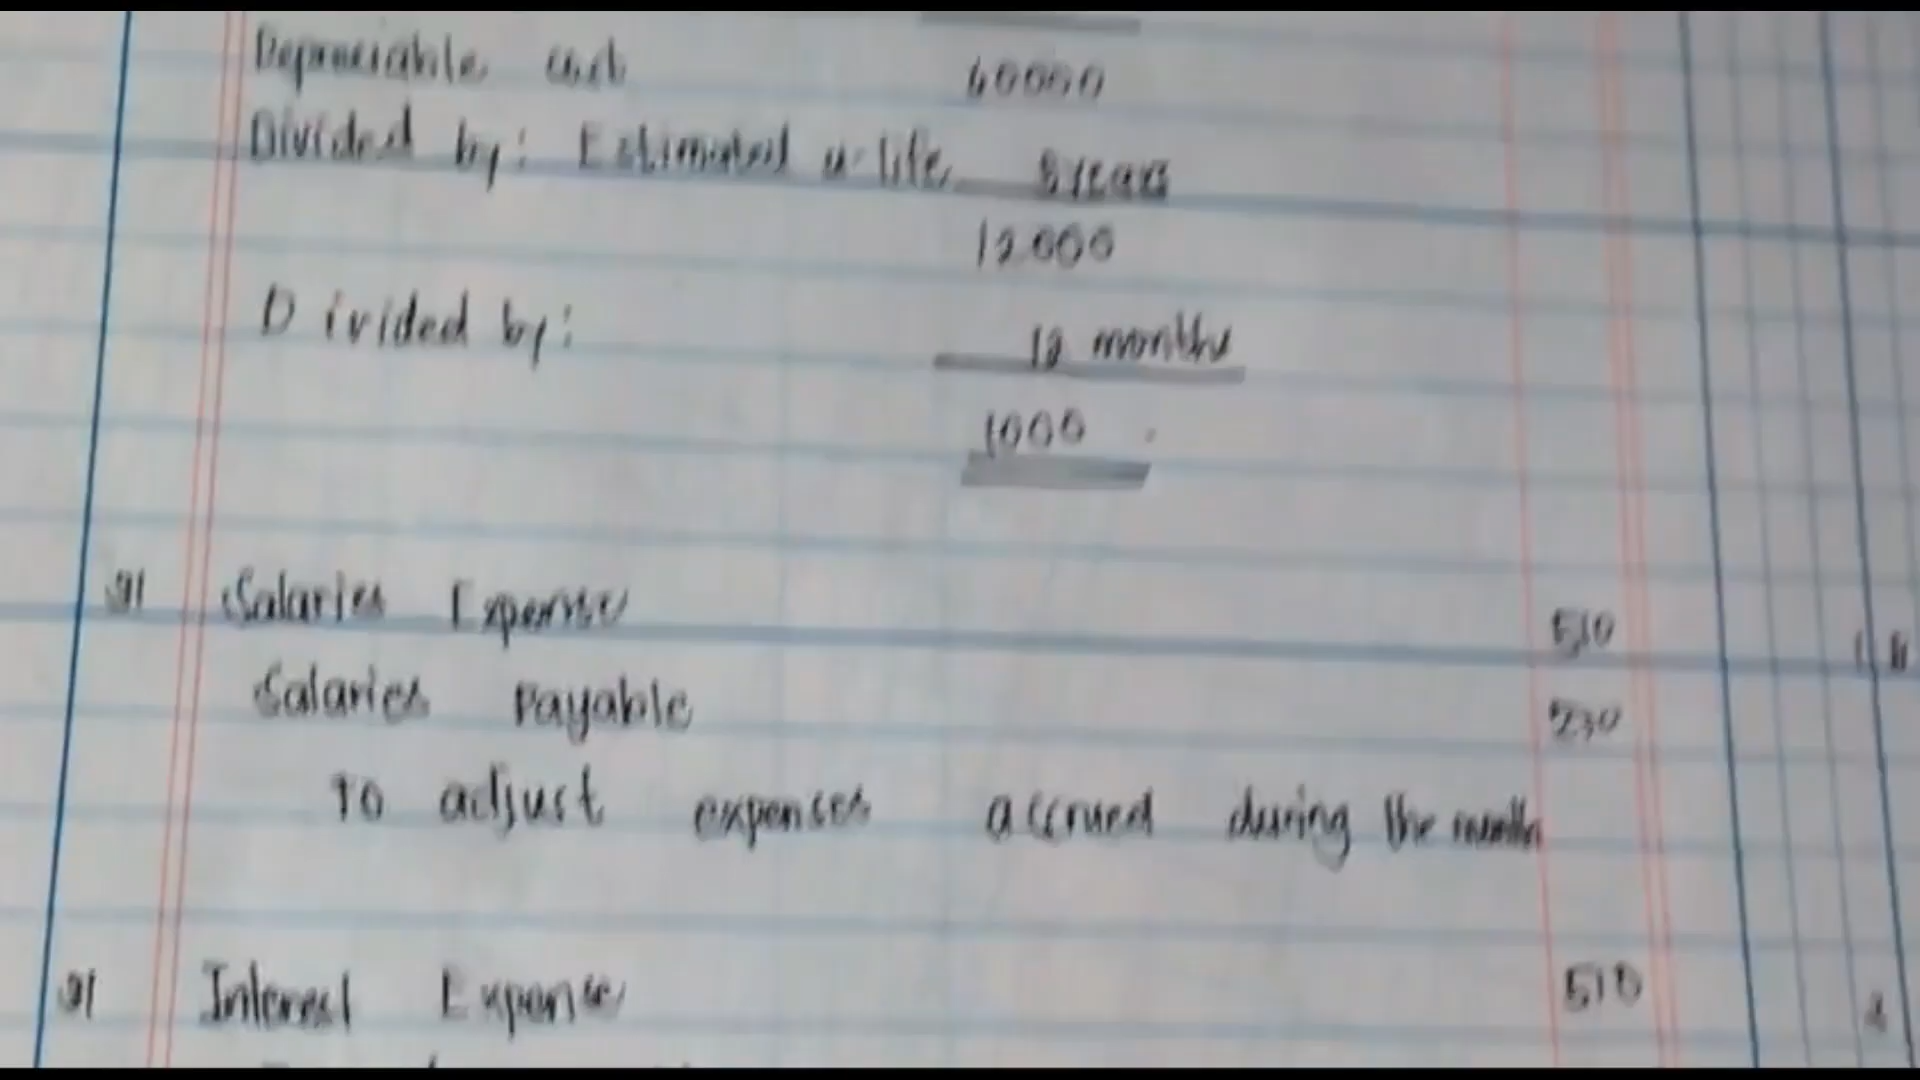 Depreciable cost 60000
Divided by: Estimated u-life 5 years
12000
Divided by: 12 months
1000
31 Salaries Expense 510
Salaries Payable 230
To adjust expenses accrued during the month
31 Interest Expense 510